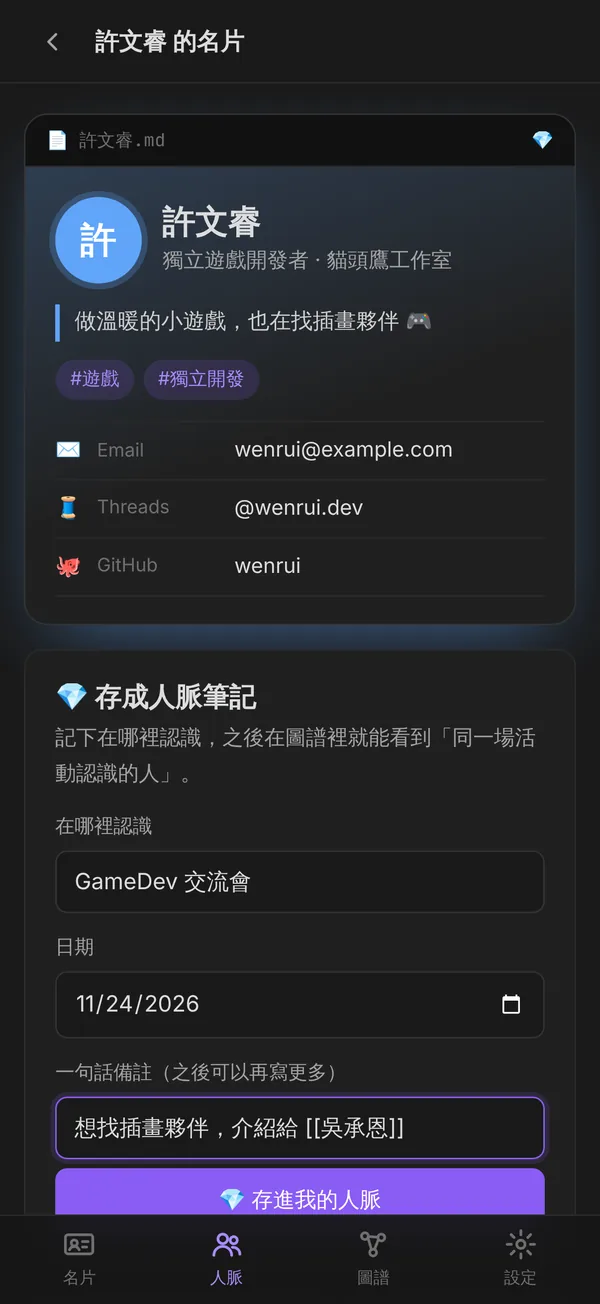 許文睿 的名片
許文睿.md
許
許文睿
獨立遊戲開發者 · 貓頭鷹工作室
做溫暖的小遊戲，也在找插畫夥伴 🎮
#遊戲 #獨立開發
Email wenrui@example.com
Threads @wenrui.dev
GitHub wenrui
💎 存成人脈筆記
記下在哪裡認識，之後在圖譜裡就能看到「同一場活
動認識的人」。
在哪裡認識
GameDev 交流會
日期
11/24/2026
一句話備註（之後可以再寫更多）
想找插畫夥伴，介紹給 [[吳承恩]]
💎 存進我的人脈
名片 人脈 圖譜 設定